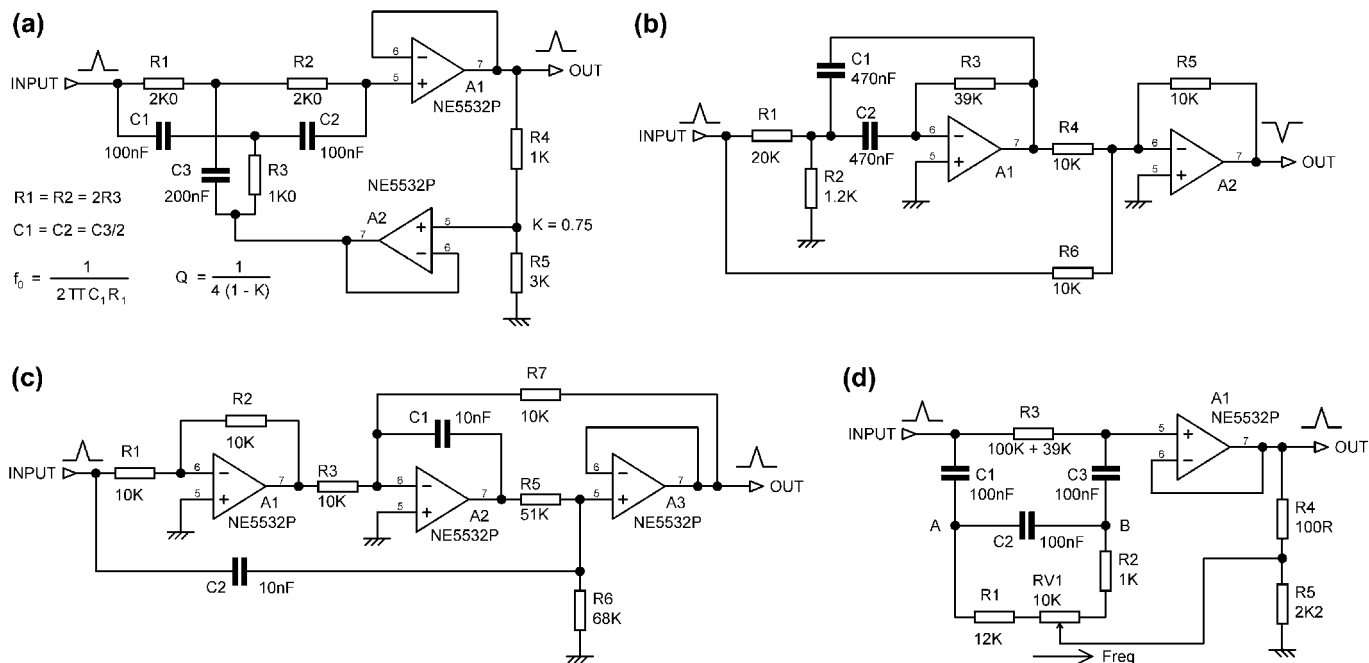 (a)
INPUT
R1
2K0
R2
2K0
C1
100nF
C2
100nF
C3
200nF
R3
1K0
6
5
7
A1
NE5532P
OUT
R4
1K
NE5532P
A2
7
5
6
K = 0.75
R5
3K
R1 = R2 = 2R3
C1 = C2 = C3/2
f0 = 1 / 2TTC1R1
Q = 1 / 4 (1 - K)
(b)
INPUT
R1
20K
C1
470nF
C2
470nF
R2
1.2K
R3
39K
6
5
7
A1
R4
10K
R5
10K
6
5
7
A2
OUT
R6
10K
(c)
INPUT
R1
10K
R2
10K
6
5
7
A1
NE5532P
R3
10K
C1
10nF
R7
10K
6
5
7
A2
NE5532P
R5
51K
6
5
7
A3
NE5532P
OUT
C2
10nF
R6
68K
(d)
INPUT
R3
100K + 39K
A1
NE5532P
5
6
7
OUT
C1
100nF
C3
100nF
A
C2
100nF
B
R4
100R
R2
1K
R1
12K
RV1
10K
R5
2K2
Freq